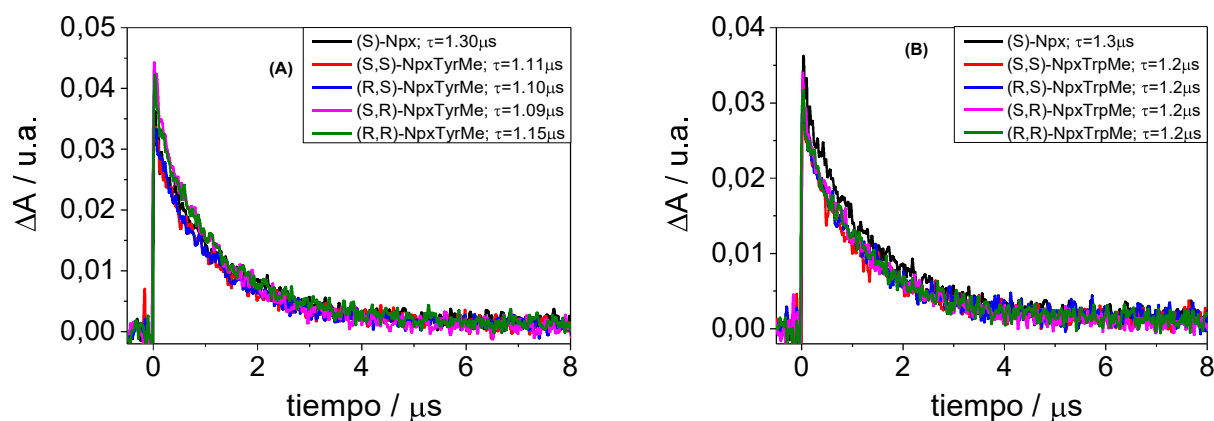 (A)
(S)-Npx; τ=1.30μs
(S,S)-NpxTyrMe; τ=1.11μs
(R,S)-NpxTyrMe; τ=1.10μs
(S,R)-NpxTyrMe; τ=1.09μs
(R,R)-NpxTyrMe; τ=1.15μs
0,05
0,04
0,03
0,02
0,01
0,00
ΔA / u.a.
0 2 4 6 8
tiempo / μs
(B)
(S)-Npx; τ=1.3μs
(S,S)-NpxTrpMe; τ=1.2μs
(R,S)-NpxTrpMe; τ=1.2μs
(S,R)-NpxTrpMe; τ=1.2μs
(R,R)-NpxTrpMe; τ=1.2μs
0,04
0,03
0,02
0,01
0,00
ΔA / u.a.
0 2 4 6 8
tiempo / μs